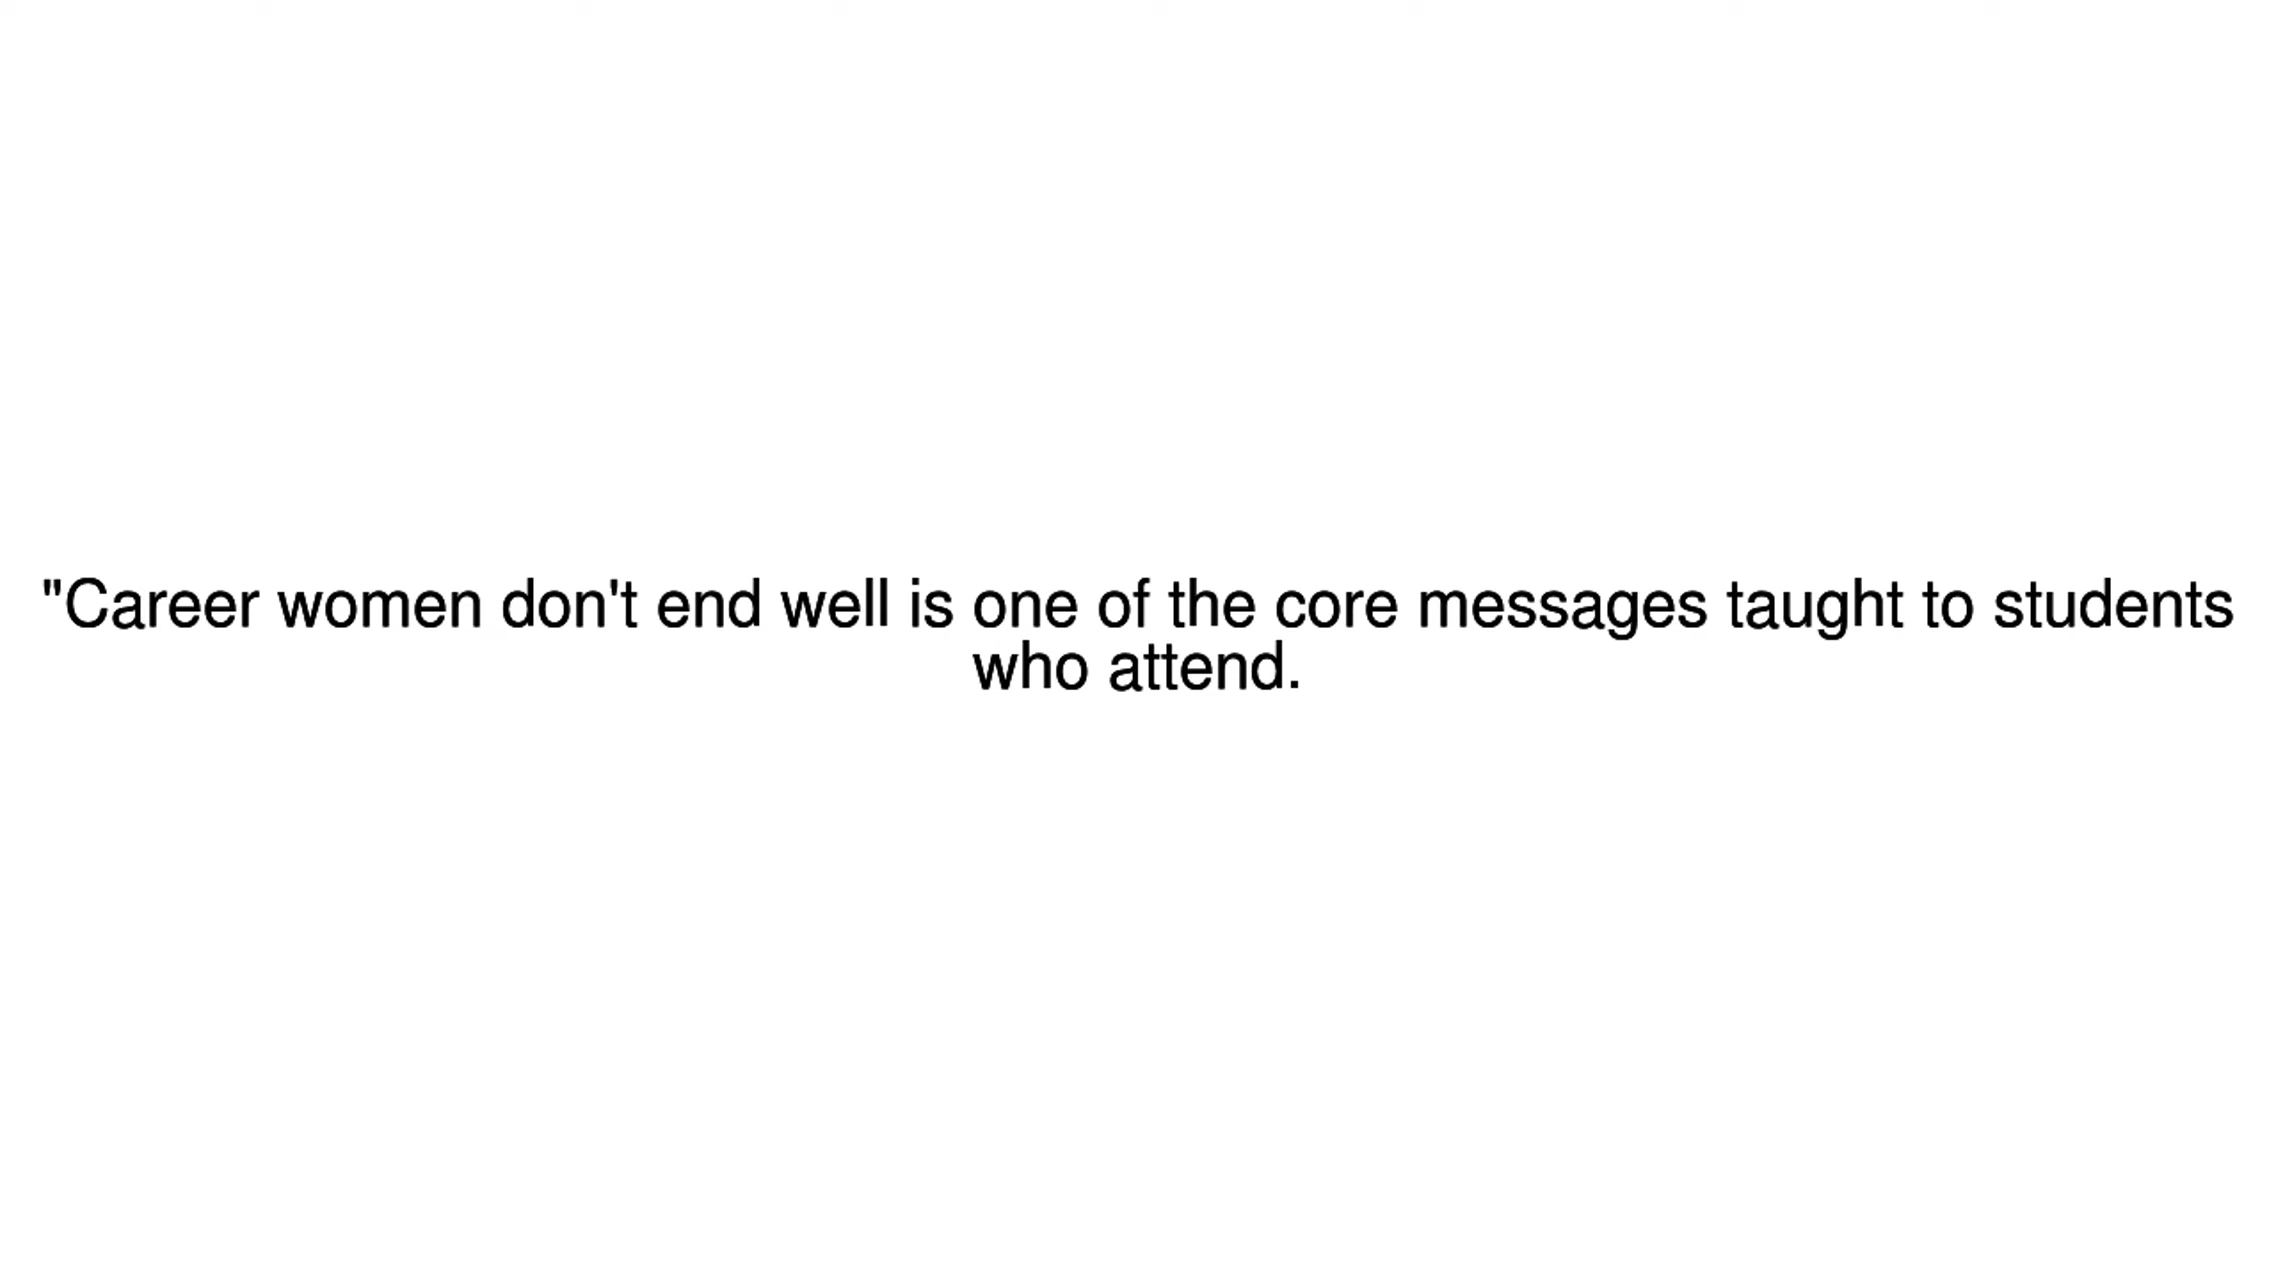 "Career women don't end well is one of the core messages taught to students
who attend.